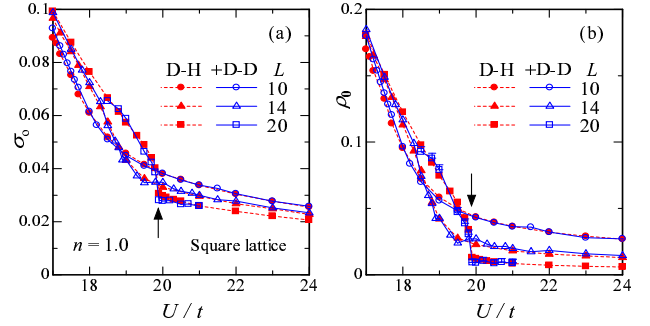 0.1
0.08
0.06
0.04
0.02
0
σc
(a)
D-H +D-D L
10
14
20
n = 1.0 Square lattice
18 20 22 24
U / t
0.2
0.1
0
ρ0
(b)
D-H +D-D L
10
14
20
18 20 22 24
U / t